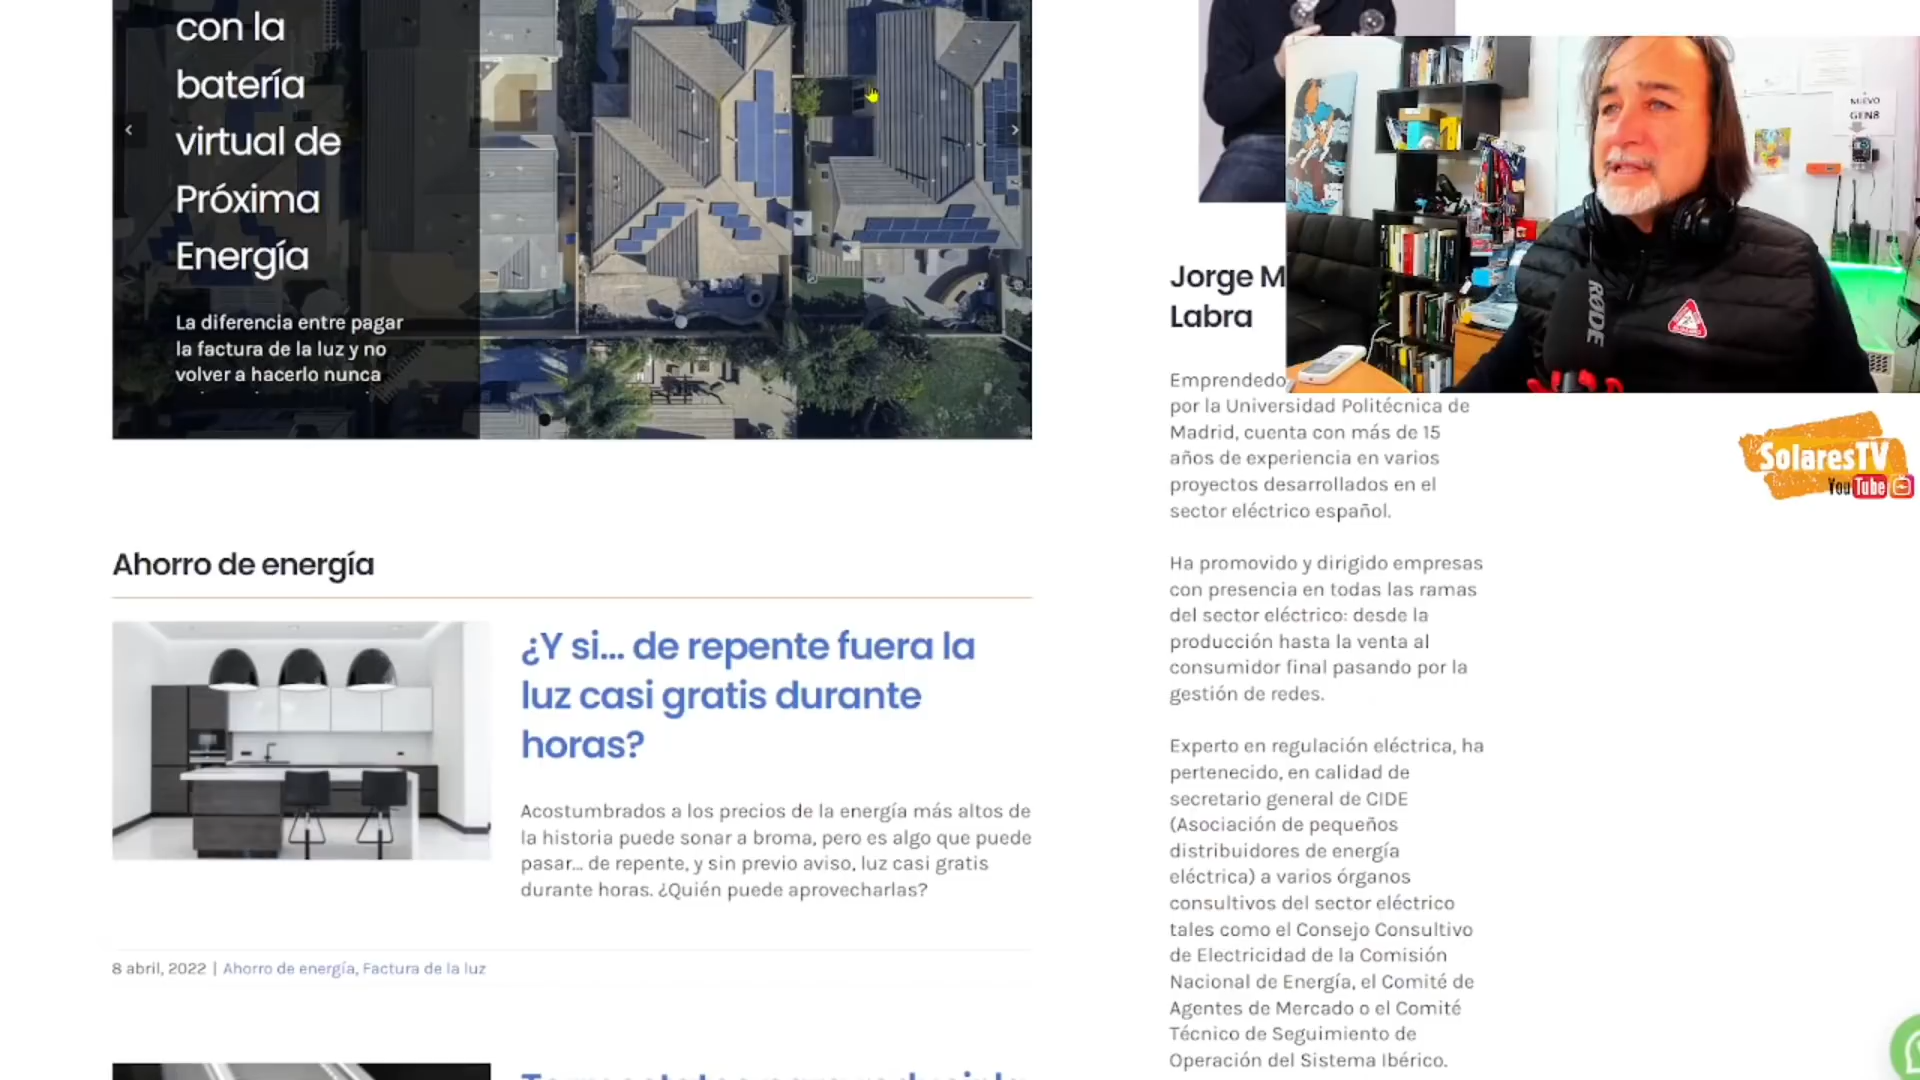 con la
batería
virtual de
Próxima
Energía
La diferencia entre pagar
la factura de la luz y no
volver a hacerlo nunca
Ahorro de energía
¿Y si... de repente fuera la
luz casi gratis durante
horas?
Acostumbrados a los precios de la energía más altos de
la historia puede sonar a broma, pero es algo que puede
pasar... de repente, y sin previo aviso, luz casi gratis
durante horas. ¿Quién puede aprovecharlas?
8 abril, 2022 | Ahorro de energía, Factura de la luz
Jorge M
Labra
Emprendedo
por la Universidad Politécnica de
Madrid, cuenta con más de 15
años de experiencia en varios
proyectos desarrollados en el
sector eléctrico español.
Ha promovido y dirigido empresas
con presencia en todas las ramas
del sector eléctrico: desde la
producción hasta la venta al
consumidor final pasando por la
gestión de redes.
Experto en regulación eléctrica, ha
pertenecido, en calidad de
secretario general de CIDE
(Asociación de pequeños
distribuidores de energía
eléctrica) a varios órganos
consultivos del sector eléctrico
tales como el Consejo Consultivo
de Electricidad de la Comisión
Nacional de Energía, el Comité de
Agentes de Mercado o el Comité
Técnico de Seguimiento de
Operación del Sistema Ibérico.
NUEVO
GEN8
RØDE
SolaresTV
YouTube